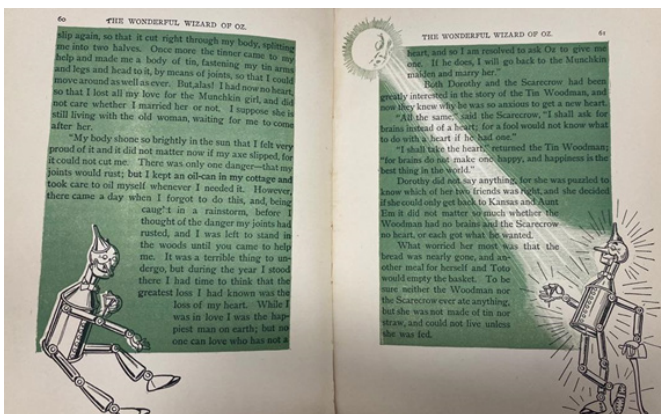 60
THE WONDERFUL WIZARD OF OZ.
slip again, so that it cut right through my body, splitting
me into two halves. Once more the tinner came to my
help and made me a body of tin, fastening my tin arms
and legs and head to it, by means of joints, so that I could
move around as well as ever. But, alas! I had now no heart,
so that I lost all my love for the Munchkin girl, and did
not care whether I married her or not. I suppose she is
still living with the old woman, waiting for me to come
after her.
"My body shone so brightly in the sun that I felt very
proud of it and it did not matter now if my axe slipped, for
it could not cut me. There was only one danger—that my
joints would rust; but I kept an oil-can in my cottage and
took care to oil myself whenever I needed it. However,
there came a day when I forgot to do this, and, being
caug't in a rainstorm, before I
thought of the danger my joints had
rusted, and I was left to stand in
the woods until you came to help
me. It was a terrible thing to un-
dergo, but during the year I stood
there I had time to think that the
greatest loss I had known was the
loss of my heart. While I
was in love I was the hap-
piest man on earth; but no
one can love who has not a
THE WONDERFUL WIZARD OF OZ.
61
heart, and so I am resolved to ask Oz to give me
one. If he does, I will go back to the Munchkin
maiden and marry her."
Both Dorothy and the Scarecrow had been
greatly interested in the story of the Tin Woodman, and
now they knew why he was so anxious to get a new heart.
"All the same," said the Scarecrow, "I shall ask for
brains instead of a heart; for a fool would not know what
to do with a heart if he had one."
"I shall take the heart," returned the Tin Woodman;
"for brains do not make one happy, and happiness is the
best thing in the world."
Dorothy did not say anything, for she was puzzled to
know which of her two friends was right, and she decided
if she could only get back to Kansas and Aunt
Em it did not matter so much whether the
Woodman had no brains and the Scarecrow
no heart, or each got what he wanted.
What worried her most was that the
bread was nearly gone, and an-
other meal for herself and Toto
would empty the basket. To be
sure neither the Woodman nor
the Scarecrow ever ate anything,
but she was not made of tin nor
straw, and could not live unless
she was fed.